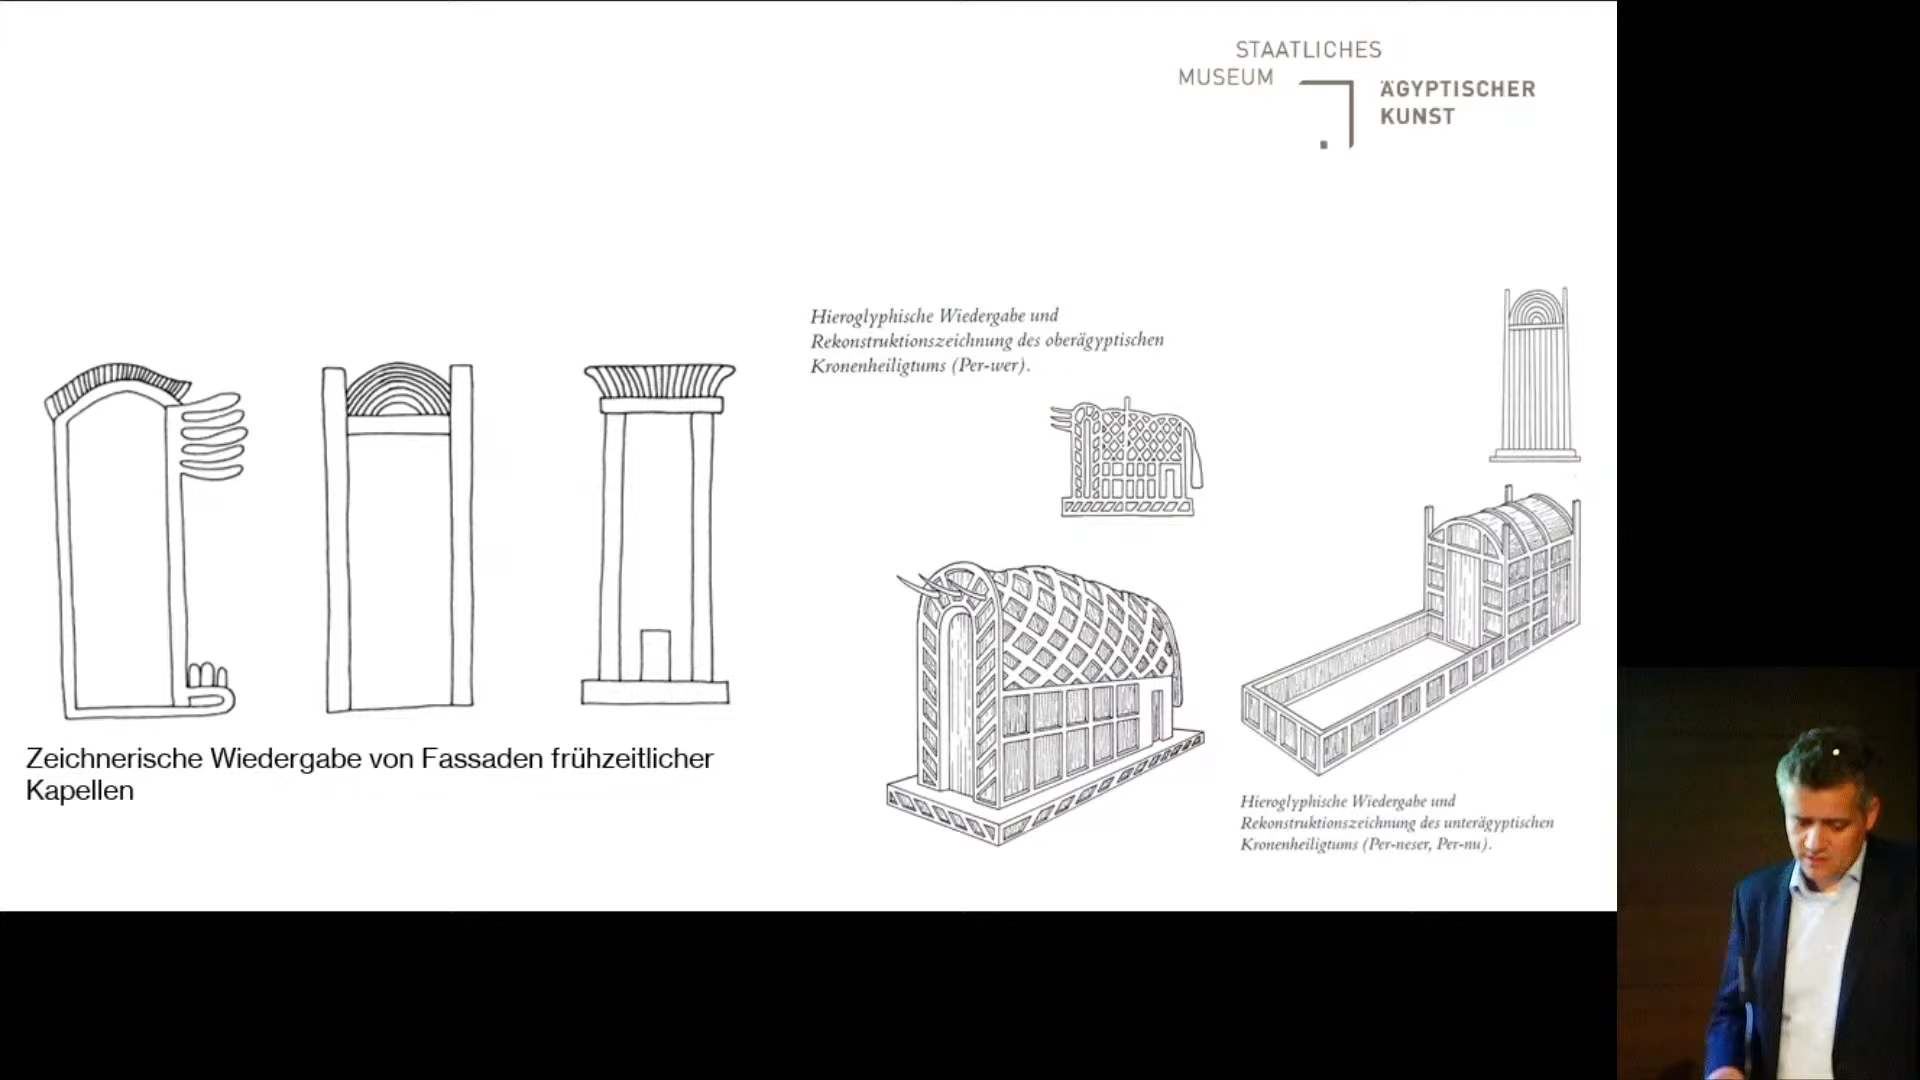 STAATLICHES
MUSEUM
ÄGYPTISCHER
KUNST
Hieroglyphische Wiedergabe und
Rekonstruktionszeichnung des oberägyptischen
Kronenheiligtums (Per-wer).
Zeichnerische Wiedergabe von Fassaden frühzeitlicher
Kapellen
Hieroglyphische Wiedergabe und
Rekonstruktionszeichnung des unterägyptischen
Kronenheiligtums (Per-neser, Per-nu).